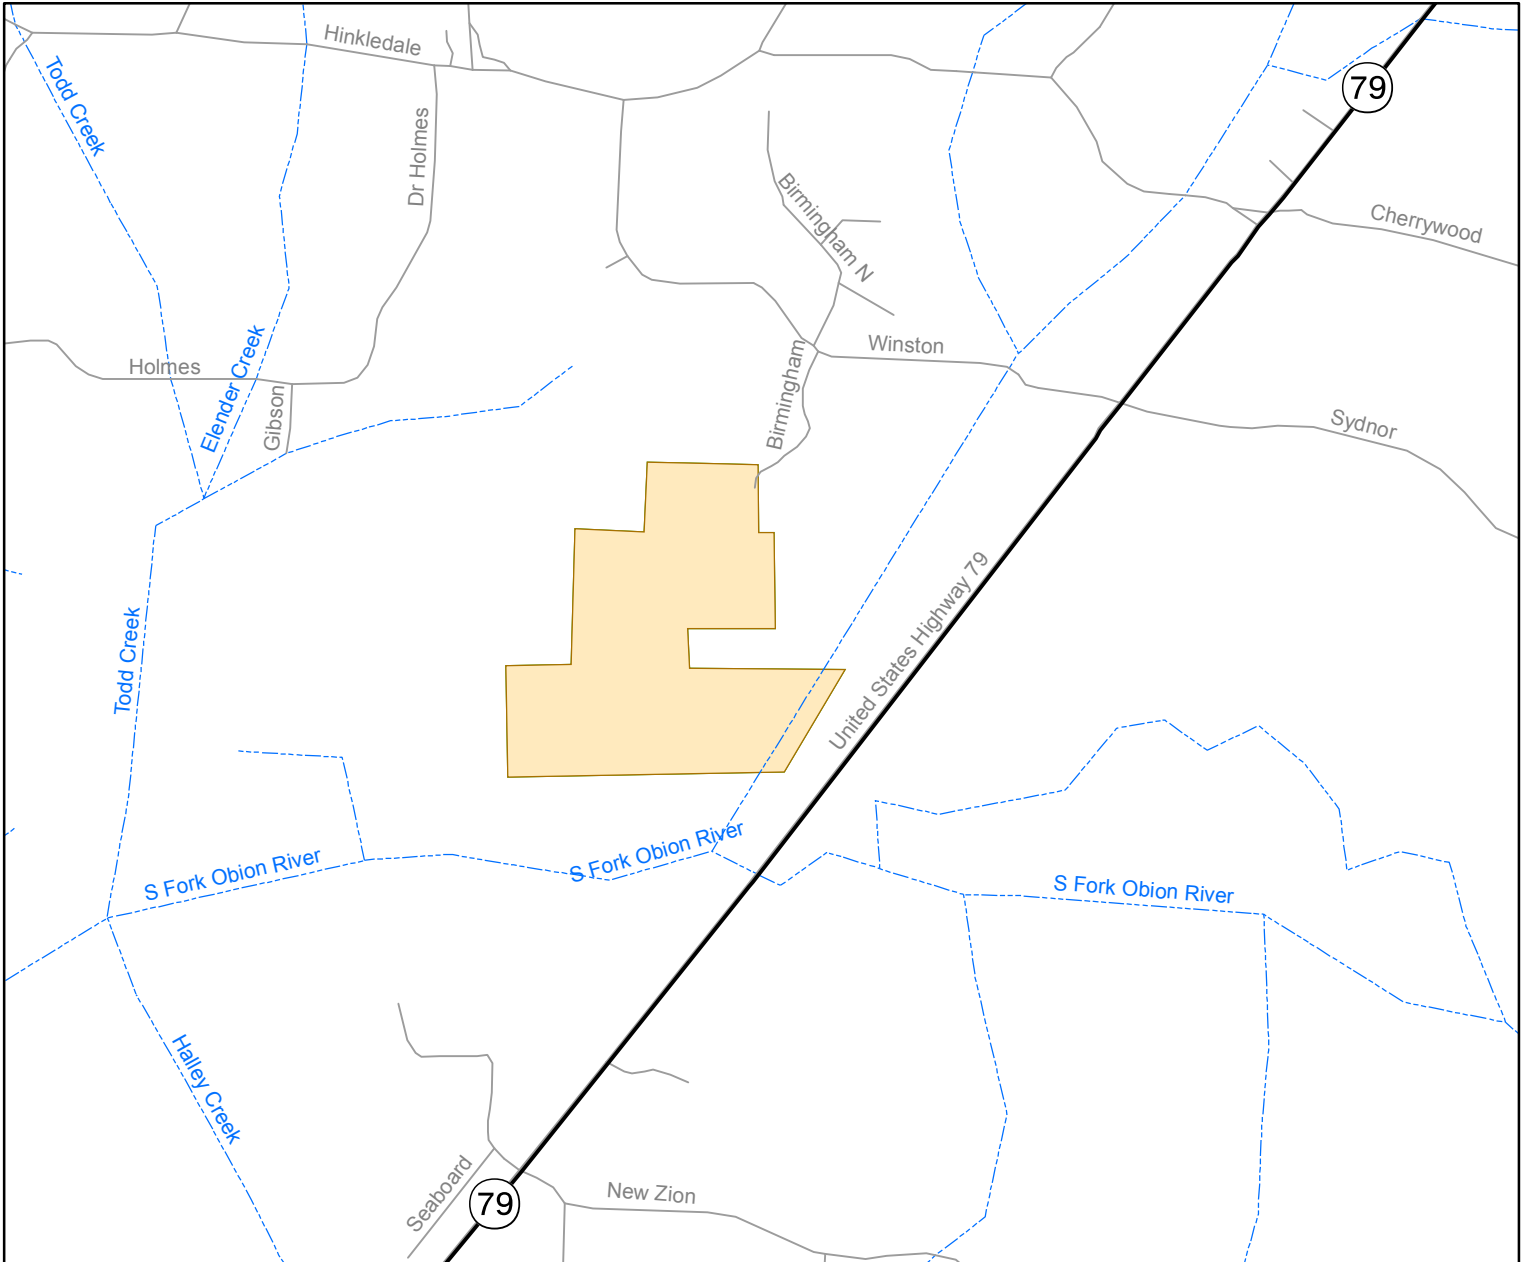 Hinkledale
79
Todd Creek
Dr Holmes
Birmingham N
Cherrywood
Holmes
Elender Creek
Gibson
Birmingham
Winston
Sydnor
Todd Creek
United States Highway 79
S Fork Obion River
S Fork Obion River
S Fork Obion River
Halley Creek
Seaboard
79
New Zion